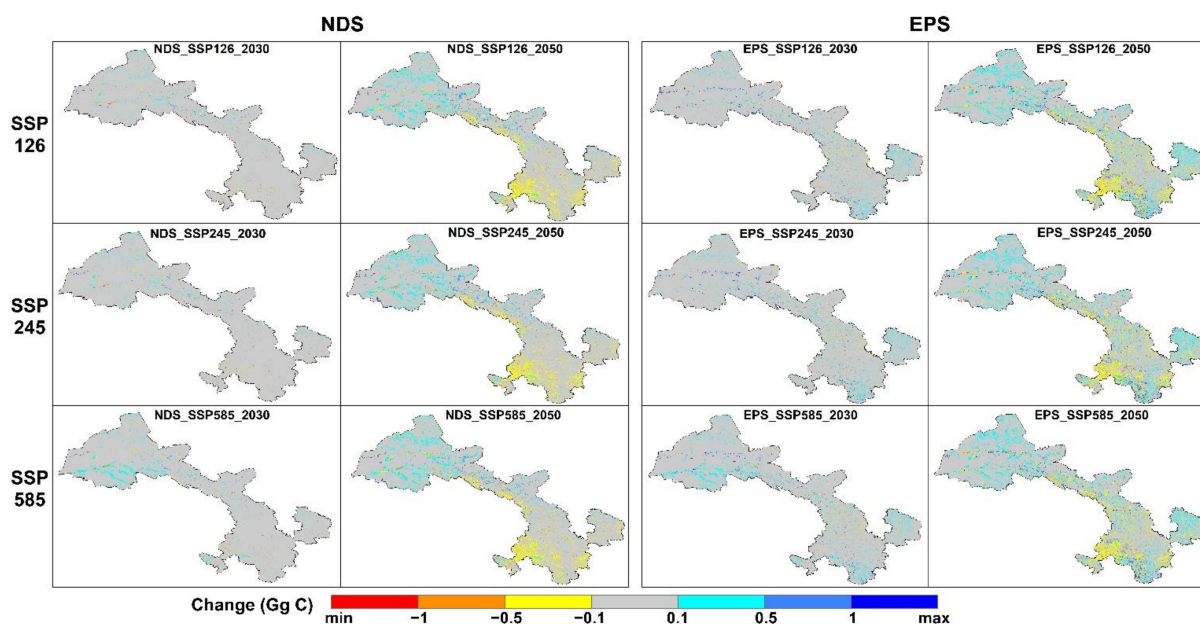 NDS
EPS
NDS_SSP126_2030
NDS_SSP126_2050
EPS_SSP126_2030
EPS_SSP126_2050
SSP
126
NDS_SSP245_2030
NDS_SSP245_2050
EPS_SSP245_2030
EPS_SSP245_2050
SSP
245
NDS_SSP585_2030
NDS_SSP585_2050
EPS_SSP585_2030
EPS_SSP585_2050
SSP
585
Change (Gg C)
min −1 −0.5 −0.1 0.1 0.5 1 max